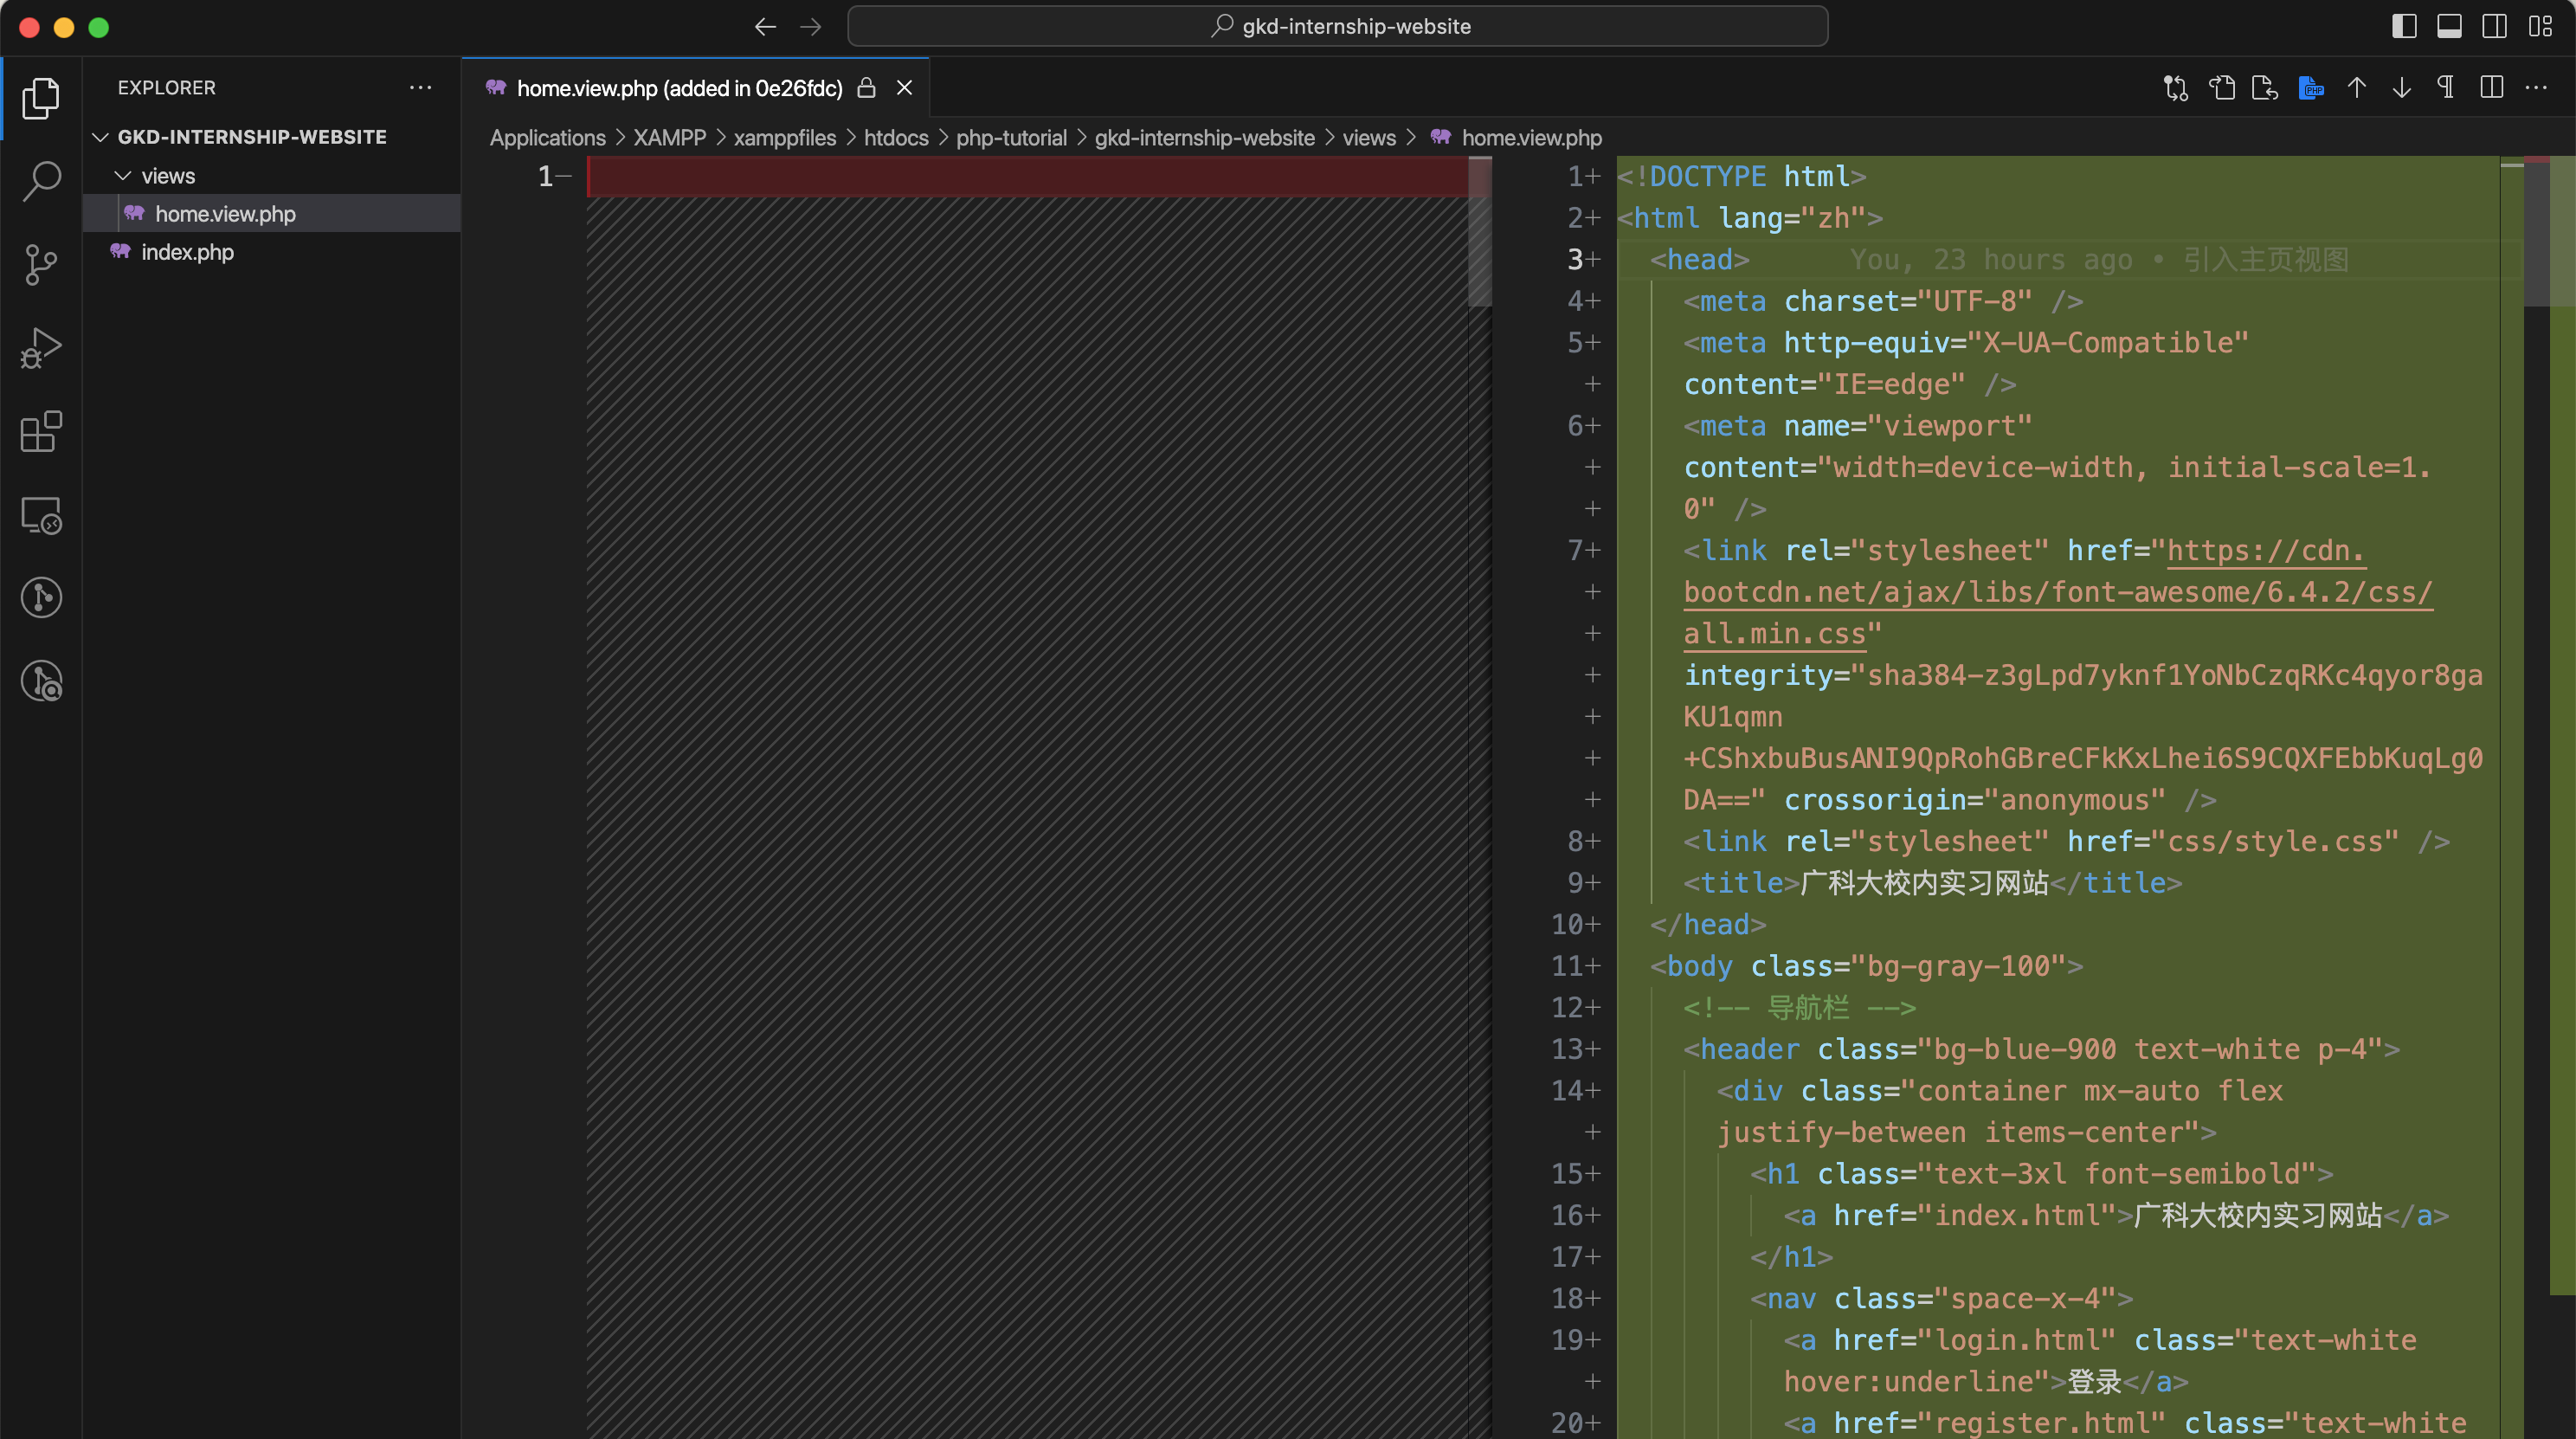 gkd-internship-website
EXPLORER
GKD-INTERNSHIP-WEBSITE
views
home.view.php
index.php
home.view.php (added in 0e26fdc)
Applications > XAMPP > xamppfiles > htdocs > php-tutorial > gkd-internship-website > views > home.view.php
1—
1+ <!DOCTYPE html>
2+ <html lang="zh">
3+ <head> You, 23 hours ago • 引入主页视图
4+ <meta charset="UTF-8" />
5+ <meta http-equiv="X-UA-Compatible"
+ content="IE=edge" />
6+ <meta name="viewport"
+ content="width=device-width, initial-scale=1.
+ 0" />
7+ <link rel="stylesheet" href="https://cdn.
+ bootcdn.net/ajax/libs/font-awesome/6.4.2/css/
+ all.min.css"
+ integrity="sha384-z3gLpd7yknf1YoNbCzqRKc4qyor8ga
+ KU1qmn
+ +CShxbuBusANI9QpRohGBreCFkKxLhei6S9CQXFEbbKuqLg0
+ DA==" crossorigin="anonymous" />
8+ <link rel="stylesheet" href="css/style.css" />
9+ <title>广科大校内实习网站</title>
10+ </head>
11+ <body class="bg-gray-100">
12+ <!-- 导航栏 -->
13+ <header class="bg-blue-900 text-white p-4">
14+ <div class="container mx-auto flex
+ justify-between items-center">
15+ <h1 class="text-3xl font-semibold">
16+ <a href="index.html">广科大校内实习网站</a>
17+ </h1>
18+ <nav class="space-x-4">
19+ <a href="login.html" class="text-white
+ hover:underline">登录</a>
20+ <a href="register.html" class="text-white